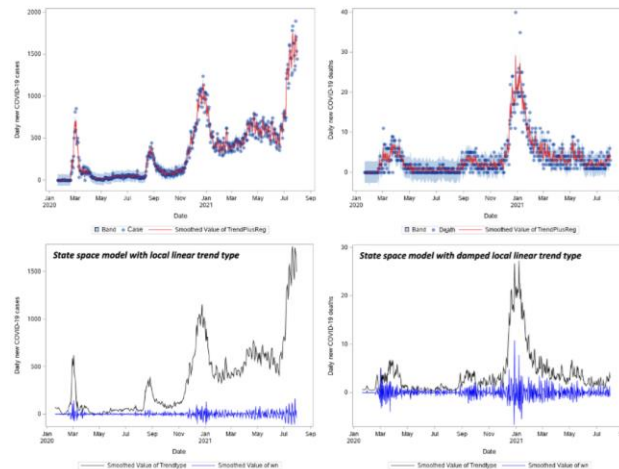 Daily new COVID-19 cases
2000
1500
1000
500
0
Jan
2020
Mar
May
Jul
Sep
Nov
Jan
2021
Mar
May
Jul
Sep
Date
Band
Case
Smoothed Value of TrendPlusReg
Daily new COVID-19 deaths
40
30
20
10
0
Jan
2020
Mar
May
Jul
Sep
Nov
Jan
2021
Mar
May
Jul
Date
Band
Death
Smoothed Value of TrendPlusReg
State space model with local linear trend type
Daily new COVID-19 cases
1500
1000
500
0
Jan
2020
Mar
May
Jul
Sep
Nov
Jan
2021
Mar
May
Jul
Sep
Date
Smoothed Value of Trendtype
Smoothed Value of wn
State space model with damped local linear trend type
Daily new COVID-19 deaths
30
20
10
0
Jan
2020
Mar
May
Jul
Sep
Nov
Jan
2021
Mar
May
Jul
Date
Smoothed Value of Trendtype
Smoothed Value of wn